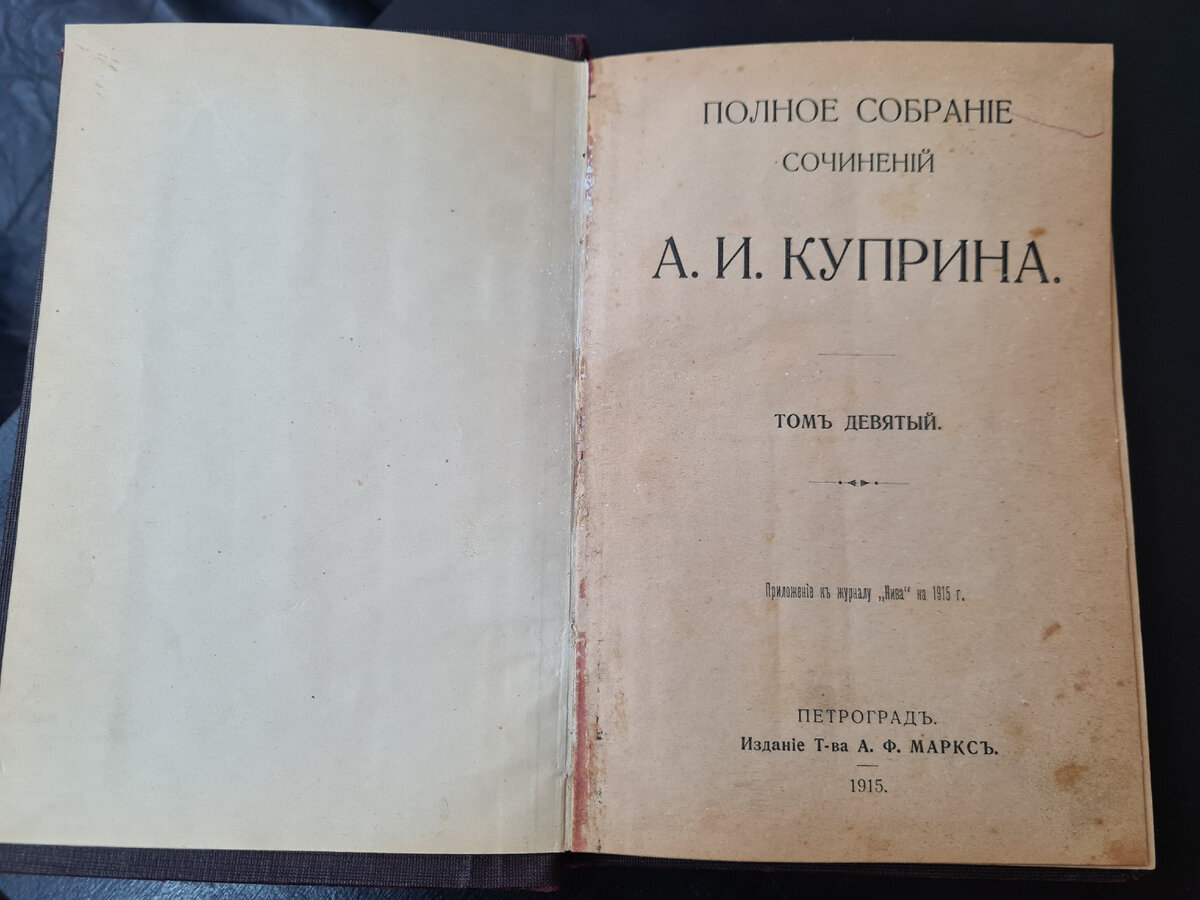 ПОЛНОЕ СОБРАНІЕ
СОЧИНЕНІЙ
А. И. КУПРИНА.
ТОМЪ ДЕВЯТЫЙ.
Приложеніе къ журналу „Нива“ на 1915 г.
ПЕТРОГРАДЪ.
Изданіе Т-ва А. Ф. МАРКСЪ.
1915.